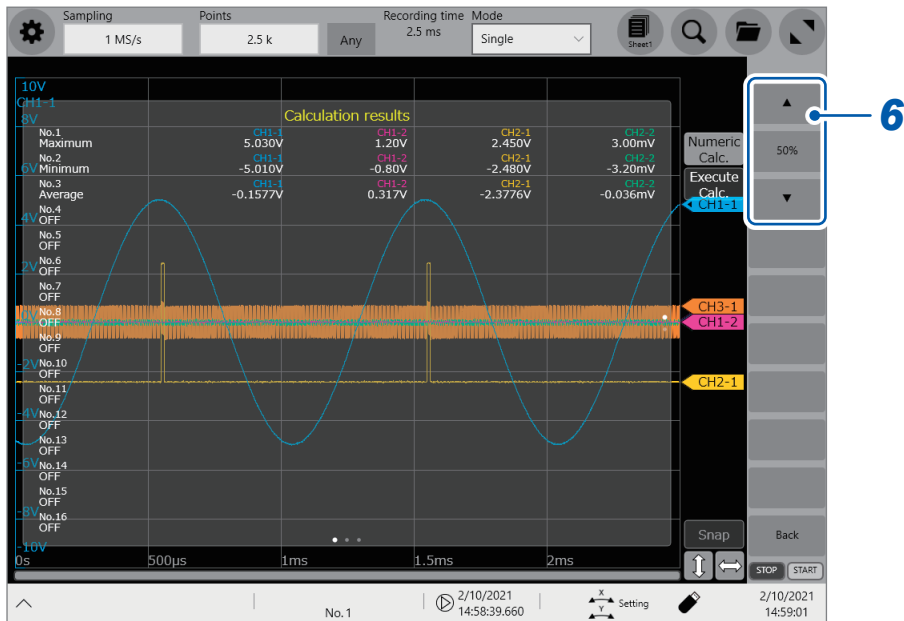 Sampling
Points
Recording time
Mode
1 MS/s
2.5 k
Any
2.5 ms
Single
Sheet1
6
10V
CH1-1
8V
Calculation results
No.1 CH1-1 CH1-2 CH2-1 CH2-2
Maximum 5.030V 1.20V 2.450V 3.00mV
No.2 CH1-1 CH1-2 CH2-1 CH2-2
6V Minimum -5.010V -0.80V -2.480V -3.20mV
No.3 CH1-1 CH1-2 CH2-1 CH2-2
Average -0.1577V 0.317V -2.3776V -0.036mV
No.4
4V OFF
No.5
OFF
No.6
2V OFF
No.7
OFF
No.8
0V OFF
No.9
OFF
-2V No.10
OFF
No.11
OFF
-4V No.12
OFF
No.13
OFF
-6V No.14
OFF
No.15
OFF
-8V No.16
OFF
-10V
0s 500µs 1ms 1.5ms 2ms
Numeric
Calc.
Execute
Calc.
CH1-1
CH3-1
CH1-2
CH2-1
Snap
▲
50%
▼
Back
STOP START
No. 1
2/10/2021
14:58:39.660
X
Y
Setting
2/10/2021
14:59:01